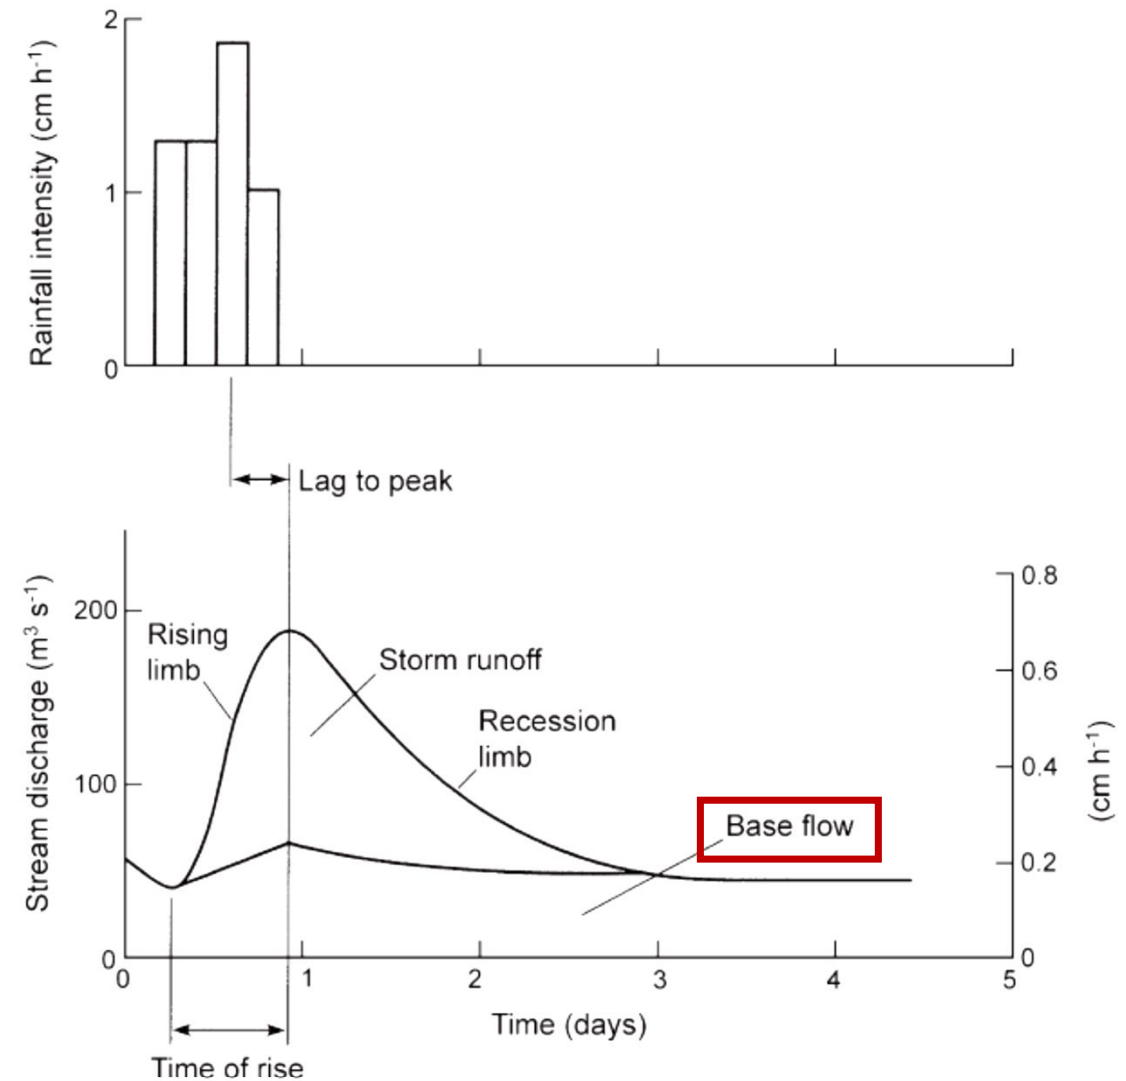 2
Rainfall intensity (cm h-1)
1
0
Lag to peak
Stream discharge (m3 s-1)
200
Rising
limb
Storm runoff
Recession
limb
100
Base flow
0
0.8
0.6
0.4
0.2
0
(cm h-1)
0 1 2 3 4 5
Time (days)
Time of rise